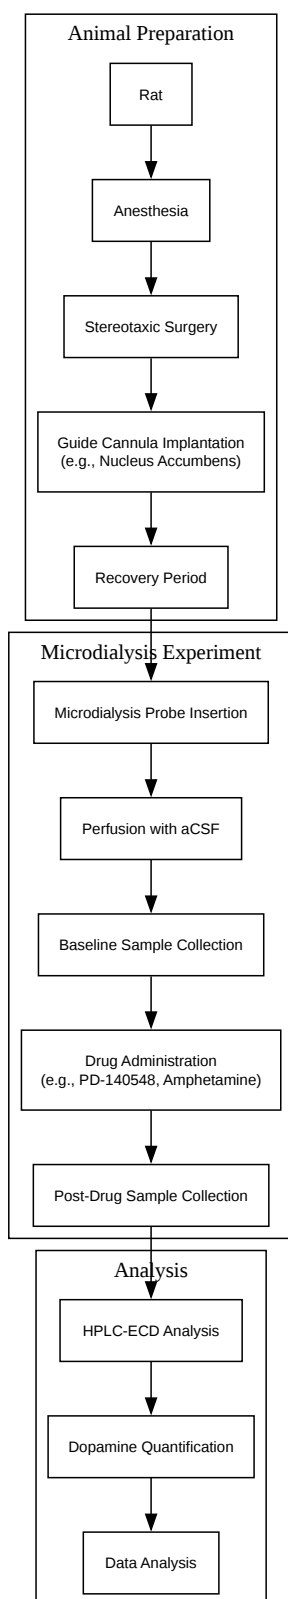 Animal Preparation
Rat
Anesthesia
Stereotaxic Surgery
Guide Cannula Implantation
(e.g., Nucleus Accumbens)
Recovery Period
Microdialysis Experiment
Microdialysis Probe Insertion
Perfusion with aCSF
Baseline Sample Collection
Drug Administration
(e.g., PD-140548, Amphetamine)
Post-Drug Sample Collection
Analysis
HPLC-ECD Analysis
Dopamine Quantification
Data Analysis